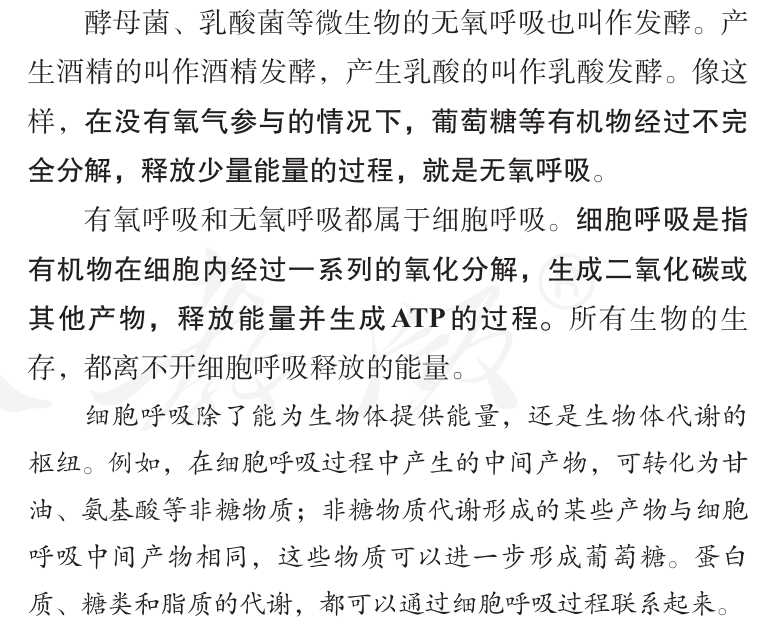 酵母菌、乳酸菌等微生物的无氧呼吸也叫作发酵。产
生酒精的叫作酒精发酵，产生乳酸的叫作乳酸发酵。像这
样，在没有氧气参与的情况下，葡萄糖等有机物经过不完
全分解，释放少量能量的过程，就是无氧呼吸。
有氧呼吸和无氧呼吸都属于细胞呼吸。细胞呼吸是指
有机物在细胞内经过一系列的氧化分解，生成二氧化碳或
其他产物，释放能量并生成ATP的过程。所有生物的生
存，都离不开细胞呼吸释放的能量。
细胞呼吸除了能为生物体提供能量，还是生物体代谢的
枢纽。例如，在细胞呼吸过程中产生的中间产物，可转化为甘
油、氨基酸等非糖物质；非糖物质代谢形成的某些产物与细胞
呼吸中间产物相同，这些物质可以进一步形成葡萄糖。蛋白
质、糖类和脂质的代谢，都可以通过细胞呼吸过程联系起来。